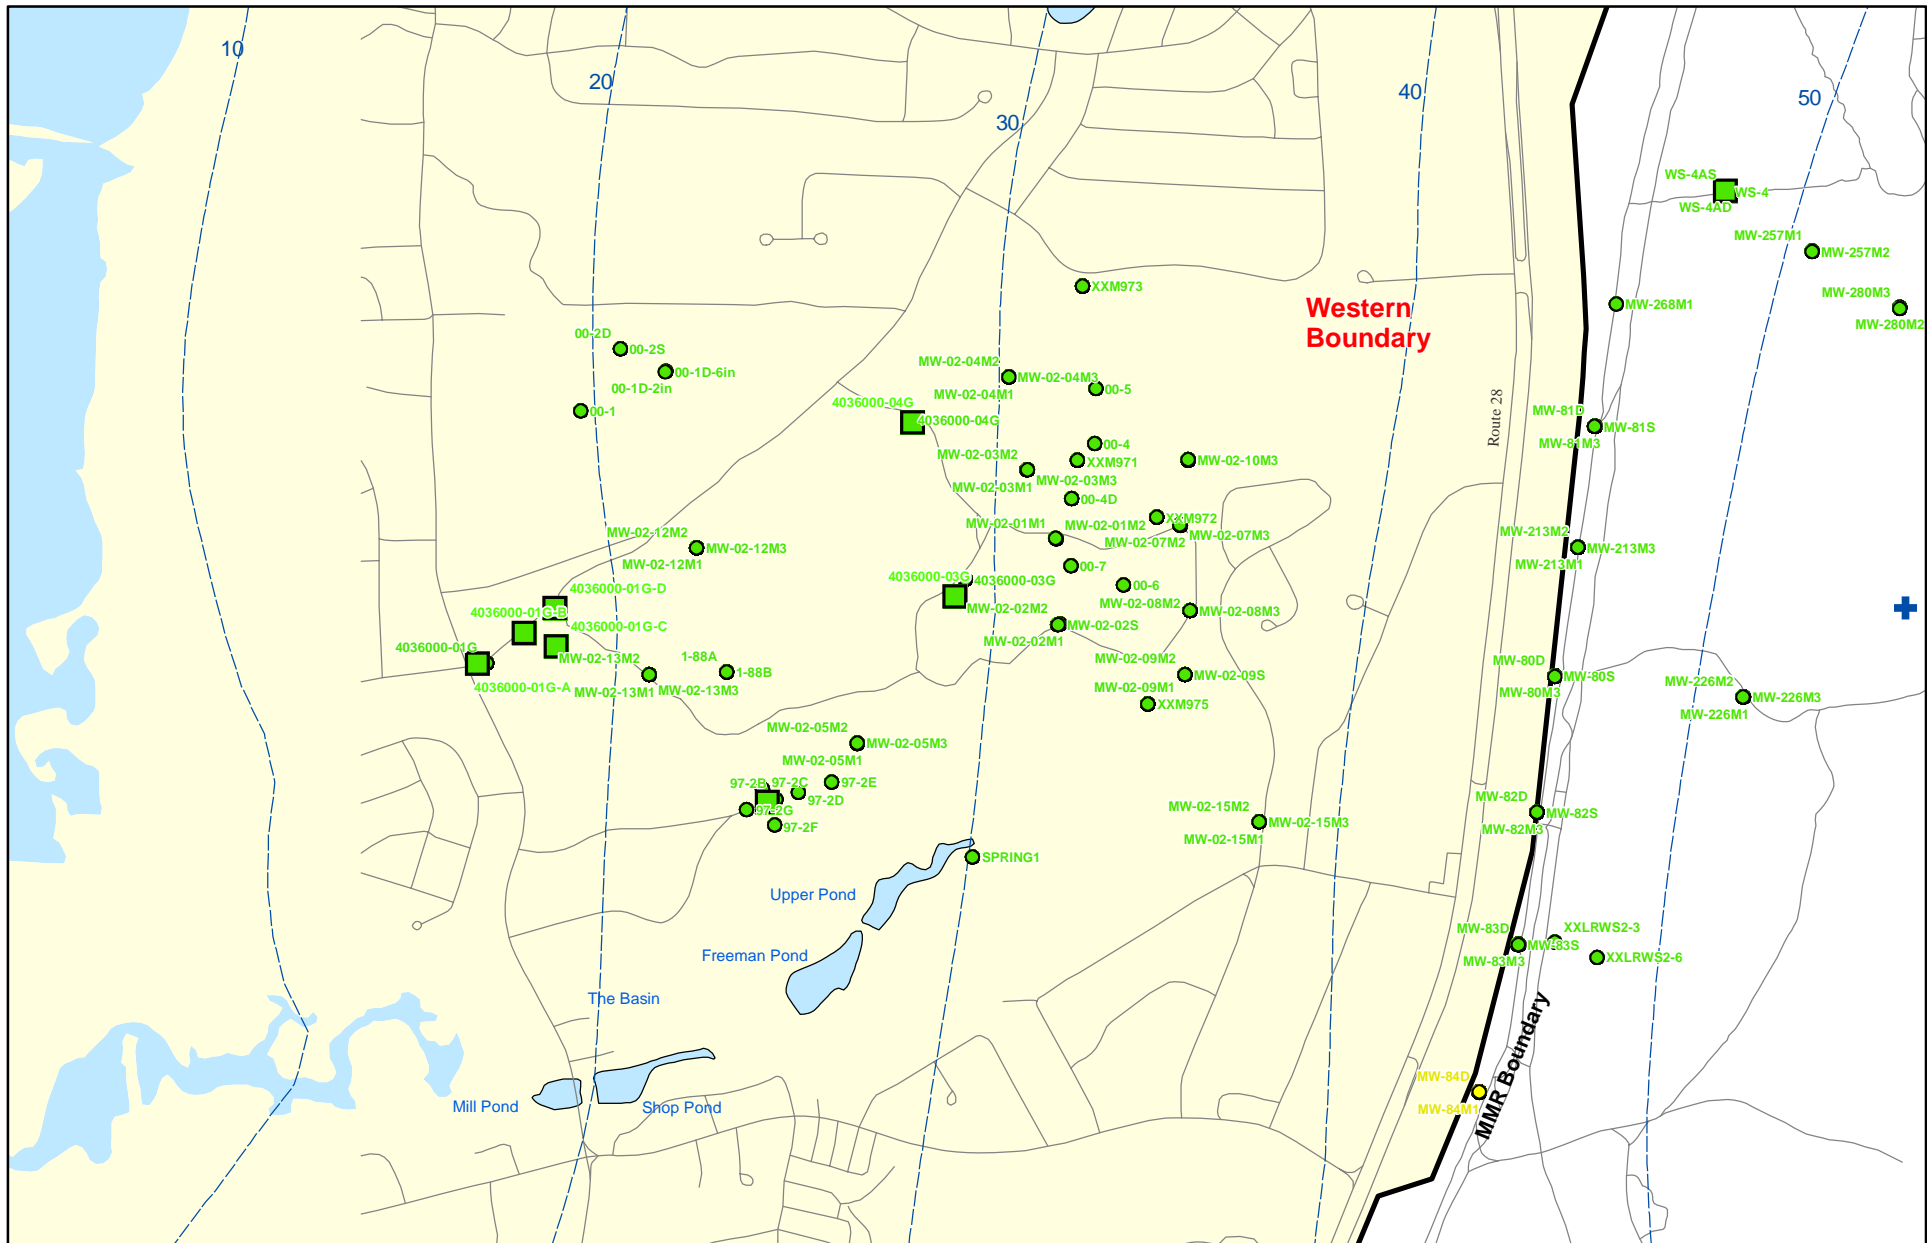 10
20
30
40
50
WS-4AS
WS-4
WS-4AD
MW-257M1
MW-257M2
MW-280M3
MW-280M2
MW-268M1
XXM973
Western
Boundary
00-2D
00-2S
00-1D-6in
00-1D-2in
00-1
MW-02-04M2
MW-02-04M3
MW-02-04M1
00-5
4036000-04G
4036000-04G
Route 28
MW-81D
MW-81S
MW-81M3
00-4
MW-02-03M2
XXM971
MW-02-10M3
MW-02-03M3
MW-02-03M1
00-4D
XXM972
MW-02-01M1
MW-02-01M2
MW-02-07M2
MW-02-07M3
MW-02-12M2
MW-02-12M3
MW-02-12M1
MW-213M2
MW-213M3
MW-213M1
00-7
4036000-03G
4036000-03G
00-6
4036000-01G-D
4036000-01G-B
4036000-01G-C
MW-02-02M2
MW-02-08M2
MW-02-08M3
MW-02-02S
MW-02-02M1
4036000-01G
4036000-01G-A
MW-02-13M2
MW-02-13M1
MW-02-13M3
1-88A
1-88B
MW-02-09M2
MW-02-09S
MW-02-09M1
XXM975
MW-80D
MW-80S
MW-80M3
MW-226M2
MW-226M3
MW-226M1
MW-02-05M2
MW-02-05M3
MW-02-05M1
97-2B
97-2C
97-2E
97-2D
97-2G
97-2F
MW-02-15M2
MW-02-15M3
MW-02-15M1
MW-82D
MW-82S
MW-82M3
SPRING1
Upper Pond
Freeman Pond
The Basin
MW-83D
MW-83S
MW-83M3
XXLRWS2-3
XXLRWS2-6
MMR Boundary
MW-84D
MW-84M1
Mill Pond
Shop Pond